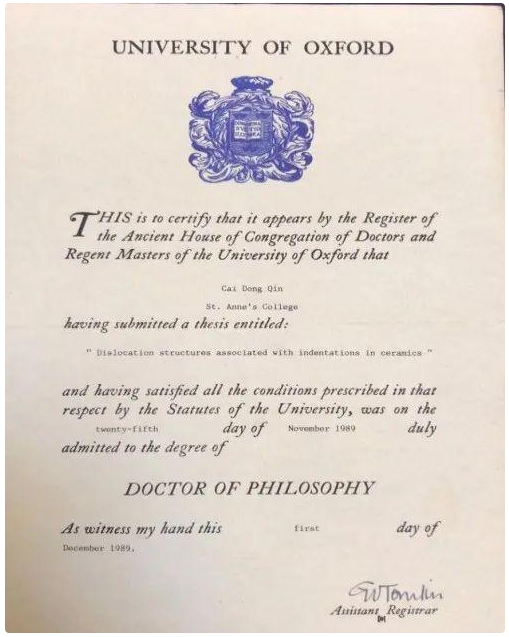 UNIVERSITY OF OXFORD
THIS is to certify that it appears by the Register of
the Ancient House of Congregation of Doctors and
Regent Masters of the University of Oxford that
Cai Dong Qin
St. Anne's College
having submitted a thesis entitled:
" Dislocation structures associated with indentations in ceramics "
and having satisfied all the conditions prescribed in that
respect by the Statutes of the University, was on the
twenty-fifth day of November 1989 duly
admitted to the degree of
DOCTOR OF PHILOSOPHY
As witness my hand this first day of
December 1989.
Assistant Registrar